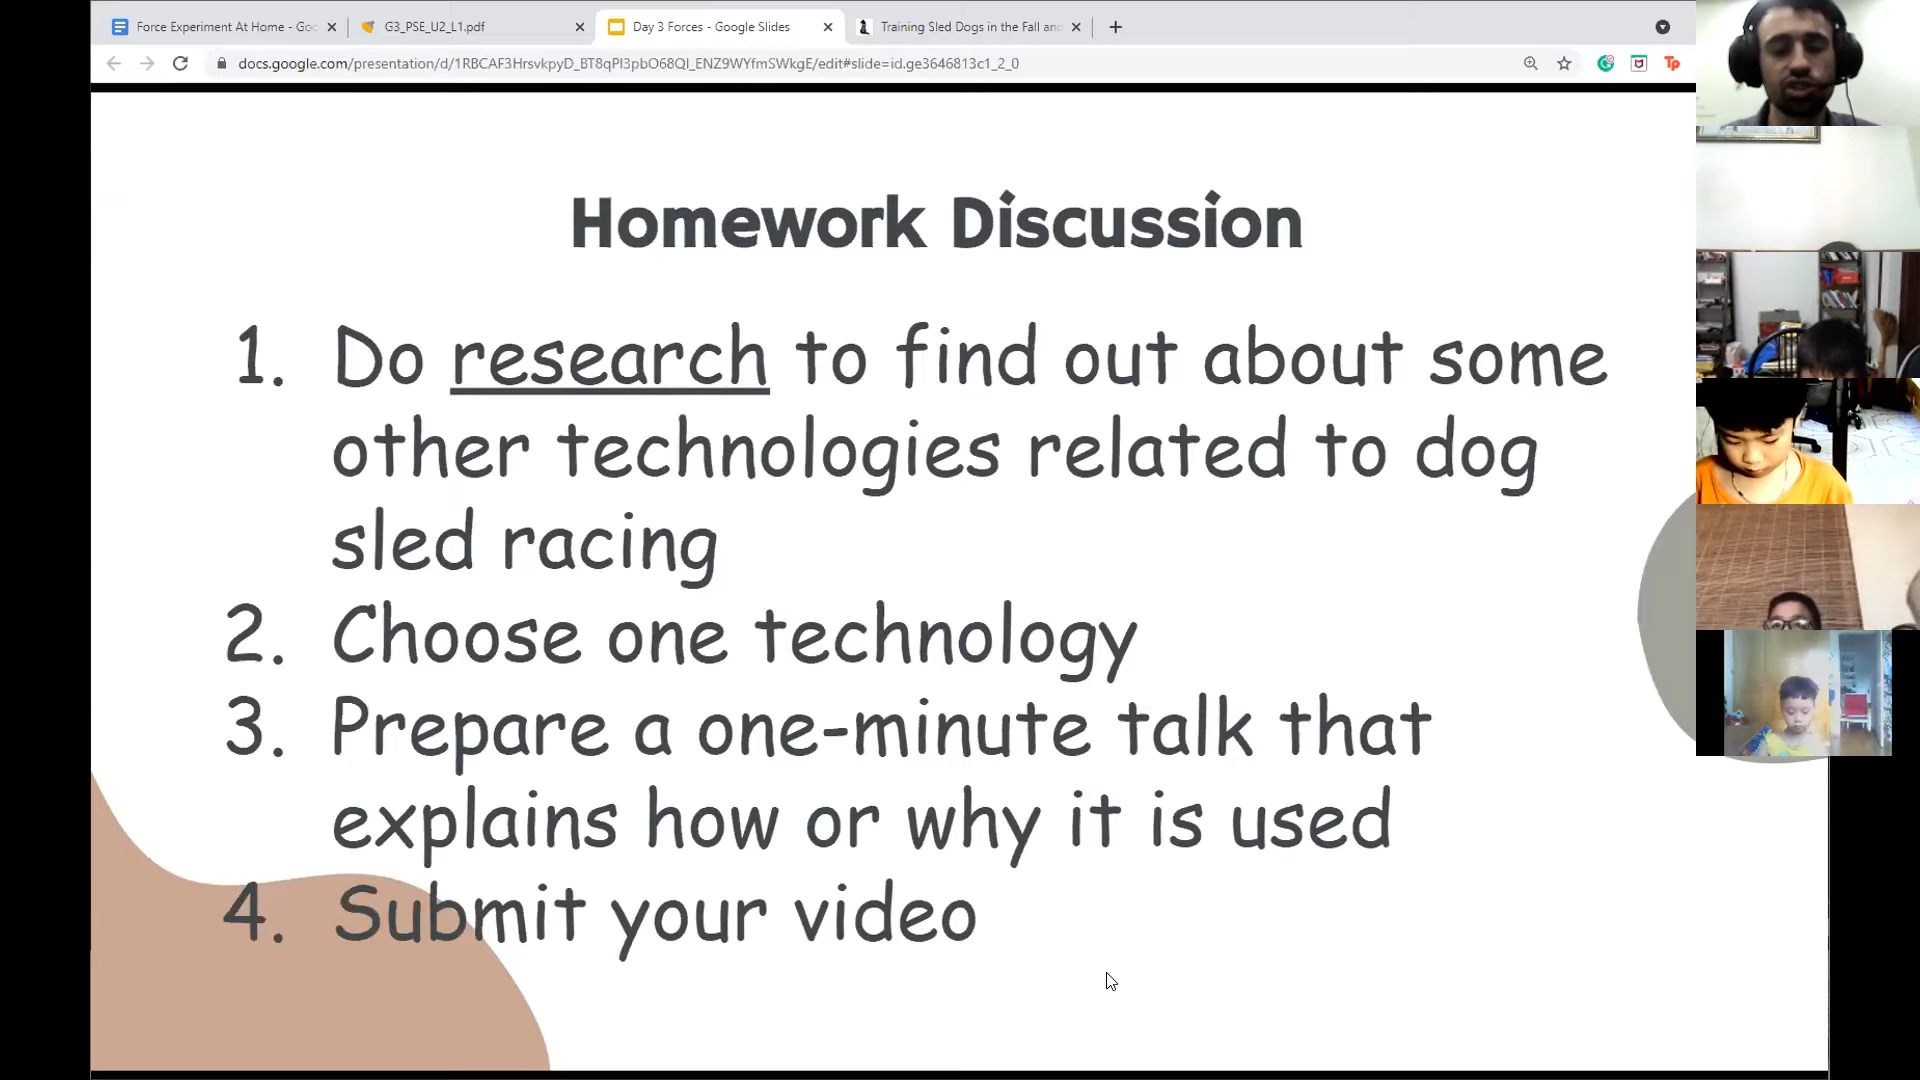 Force Experiment At Home - Goo
G3_PSE_U2_L1.pdf
Day 3 Forces - Google Slides
Training Sled Dogs in the Fall and
docs.google.com/presentation/d/1RBCAF3HrsvkpyD_BT8qPI3pbO68QI_ENZ9WYfmSWkgE/edit#slide=id.ge3646813c1_2_0
Tp
Homework Discussion
1. Do research to find out about some
other technologies related to dog
sled racing
2. Choose one technology
3. Prepare a one-minute talk that
explains how or why it is used
4. Submit your video